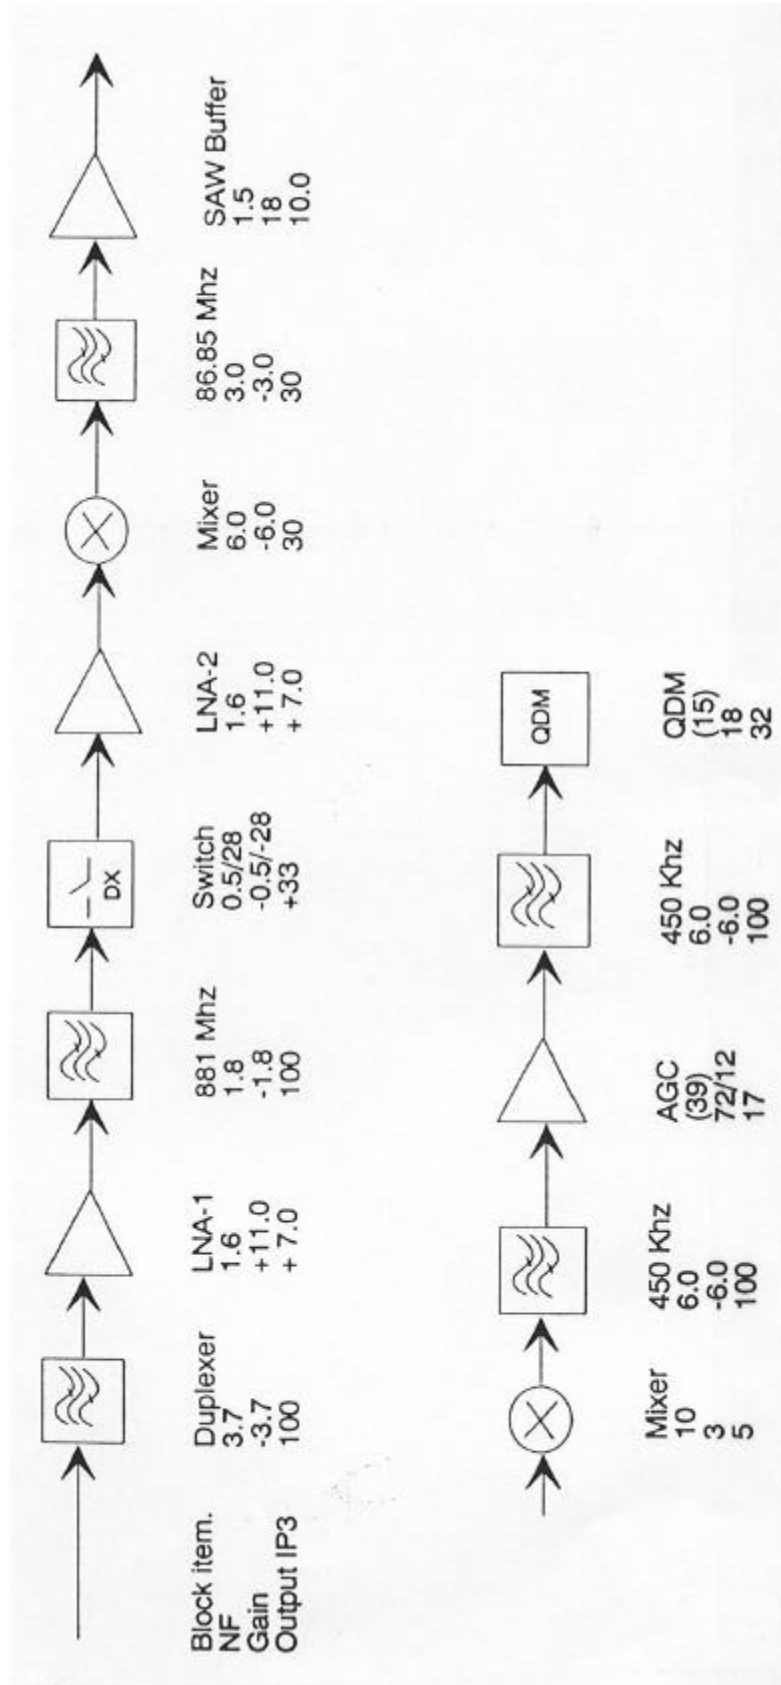 DX
Block item.
NF
Gain
Output IP3
Duplexer
3.7
-3.7
100
LNA-1
1.6
+11.0
+ 7.0
881 Mhz
1.8
-1.8
100
Switch
0.5/28
-0.5/-28
+33
LNA-2
1.6
+11.0
+ 7.0
Mixer
6.0
-6.0
30
86.85 Mhz
3.0
-3.0
30
SAW Buffer
1.5
18
10.0
QDM
Mixer
10
3
5
450 Khz
6.0
-6.0
100
AGC
(39)
72/12
17
450 Khz
6.0
-6.0
100
QDM
(15)
18
32